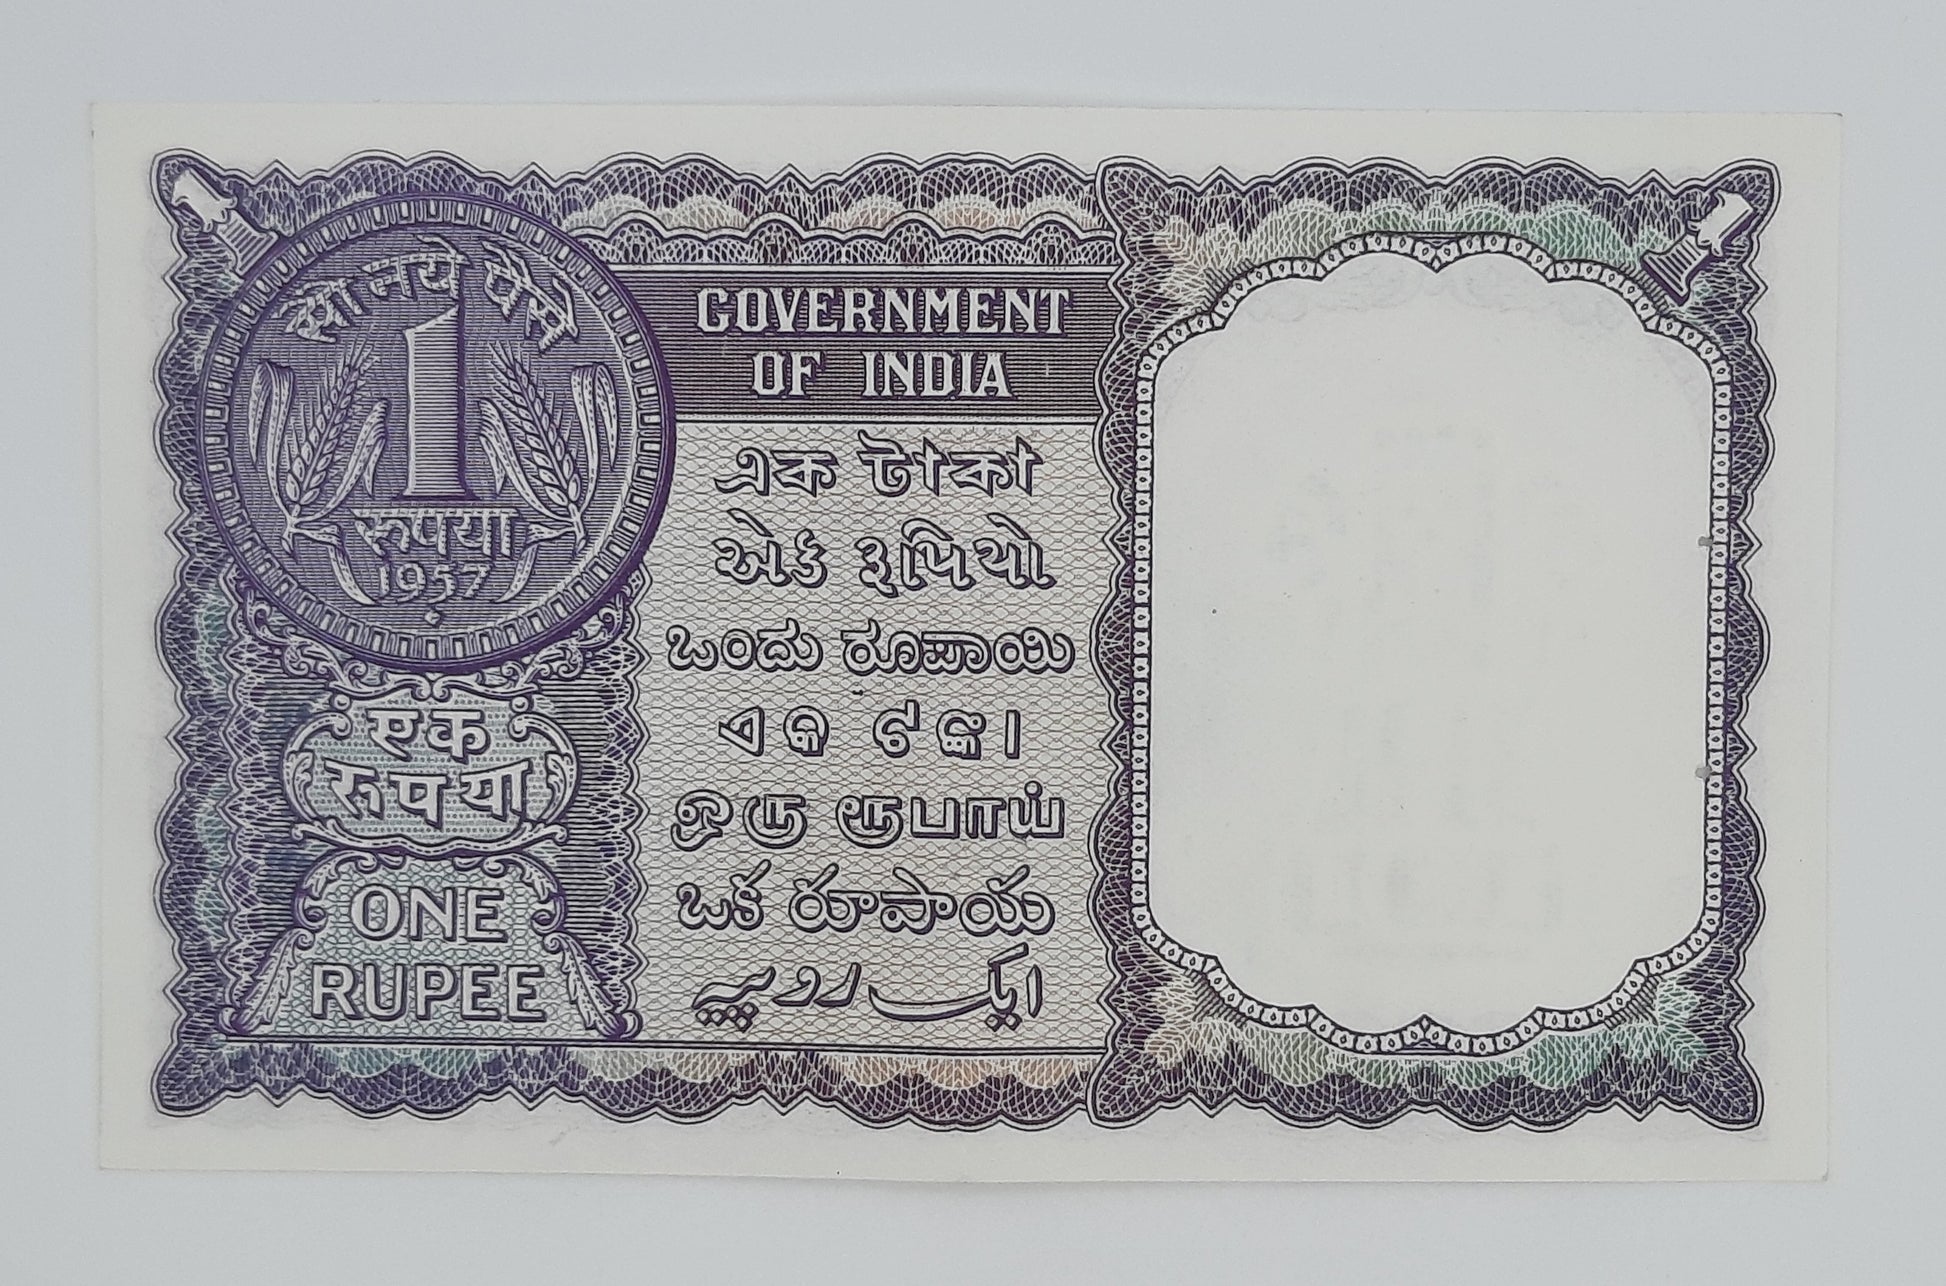 सौ नये पैसे
1
रुपया
1957
एक
रुपया
ONE
RUPEE
GOVERNMENT
OF INDIA
এক টাকা
એક રૂપિયો
ಒಂದು ರೂಪಾಯಿ
ଏକ ଟଙ୍କା
ஒரு ரூபாய்
ఒక రూపాయ
ایک روپیہ